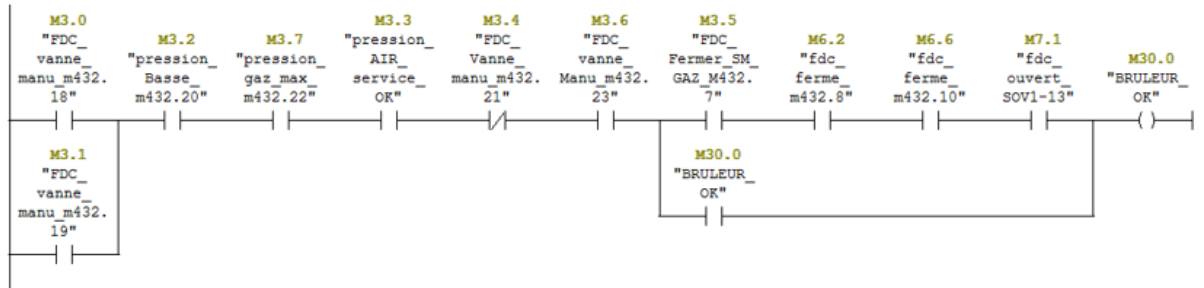 M3.0
"FDC_
vanne_
manu_m432.
18"
M3.2
"pression_
Basse_
m432.20"
M3.7
"pression_
gaz_max_
m432.22"
M3.3
"pression_
AIR_
service_
OK"
M3.4
"FDC_
Vanne_
manu_m432.
21"
M3.6
"FDC_
vanne_
Manu_m432.
23"
M3.5
"FDC_
Fermer_SM_
GAZ_M432.
7"
M6.2
"fdc_
ferme_
m432.8"
M6.6
"fdc_
ferme_
m432.10"
M7.1
"fdc_
ouvert_
SOV1-13"
M30.0
"BRULEUR_
OK"
M3.1
"FDC_
vanne_
manu_m432.
19"
M30.0
"BRULEUR_
OK"